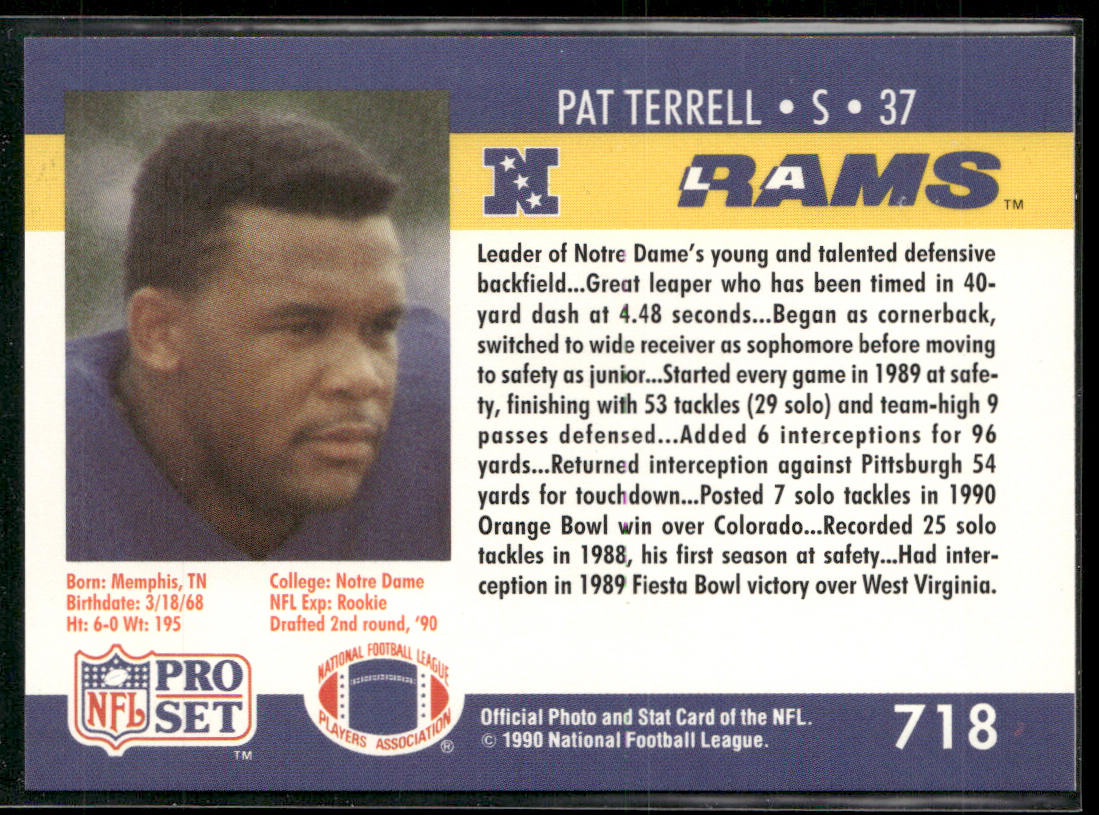 PAT TERRELL • S • 37
N
LA RAMS TM
Leader of Notre Dame's young and talented defensive
backfield...Great leaper who has been timed in 40-
yard dash at 4.48 seconds...Began as cornerback,
switched to wide receiver as sophomore before moving
to safety as junior...Started every game in 1989 at safe-
ty, finishing with 53 tackles (29 solo) and team-high 9
passes defensed...Added 6 interceptions for 96
yards...Returned interception against Pittsburgh 54
yards for touchdown...Posted 7 solo tackles in 1990
Orange Bowl win over Colorado...Recorded 25 solo
tackles in 1988, his first season at safety...Had inter-
ception in 1989 Fiesta Bowl victory over West Virginia.
Born: Memphis, TN
Birthdate: 3/18/68
Ht: 6-0 Wt: 195
College: Notre Dame
NFL Exp: Rookie
Drafted 2nd round, '90
NFL PRO
SET
TM
NATIONAL FOOTBALL LEAGUE
PLAYERS ASSOCIATION ®
Official Photo and Stat Card of the NFL.
© 1990 National Football League.
718